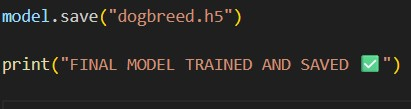 model.save("dogbreed.h5")
print("FINAL MODEL TRAINED AND SAVED ✅")